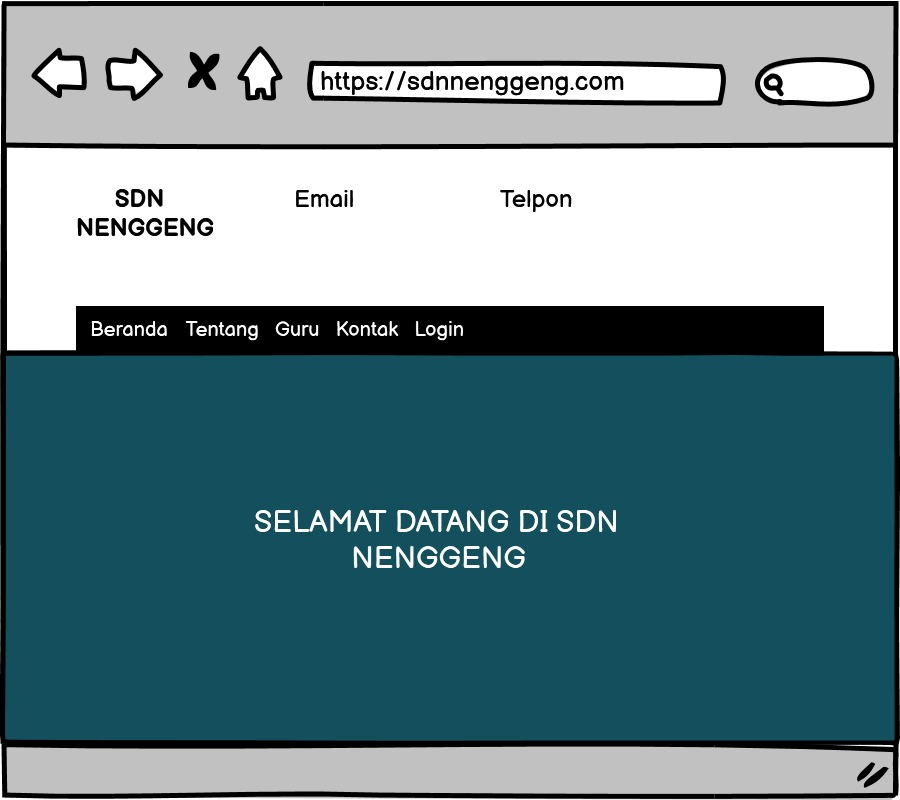 https://sdnnenggeng.com
SDN
NENGGENG
Email
Telpon
Beranda Tentang Guru Kontak Login
SELAMAT DATANG DI SDN
NENGGENG